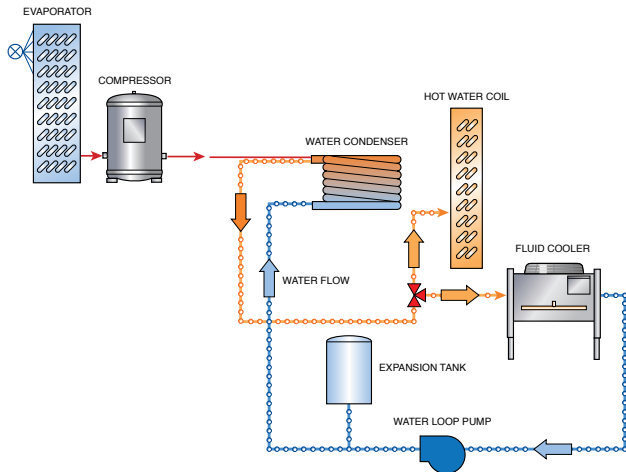 EVAPORATOR
COMPRESSOR
HOT WATER COIL
WATER CONDENSER
FLUID COOLER
WATER FLOW
EXPANSION TANK
WATER LOOP PUMP